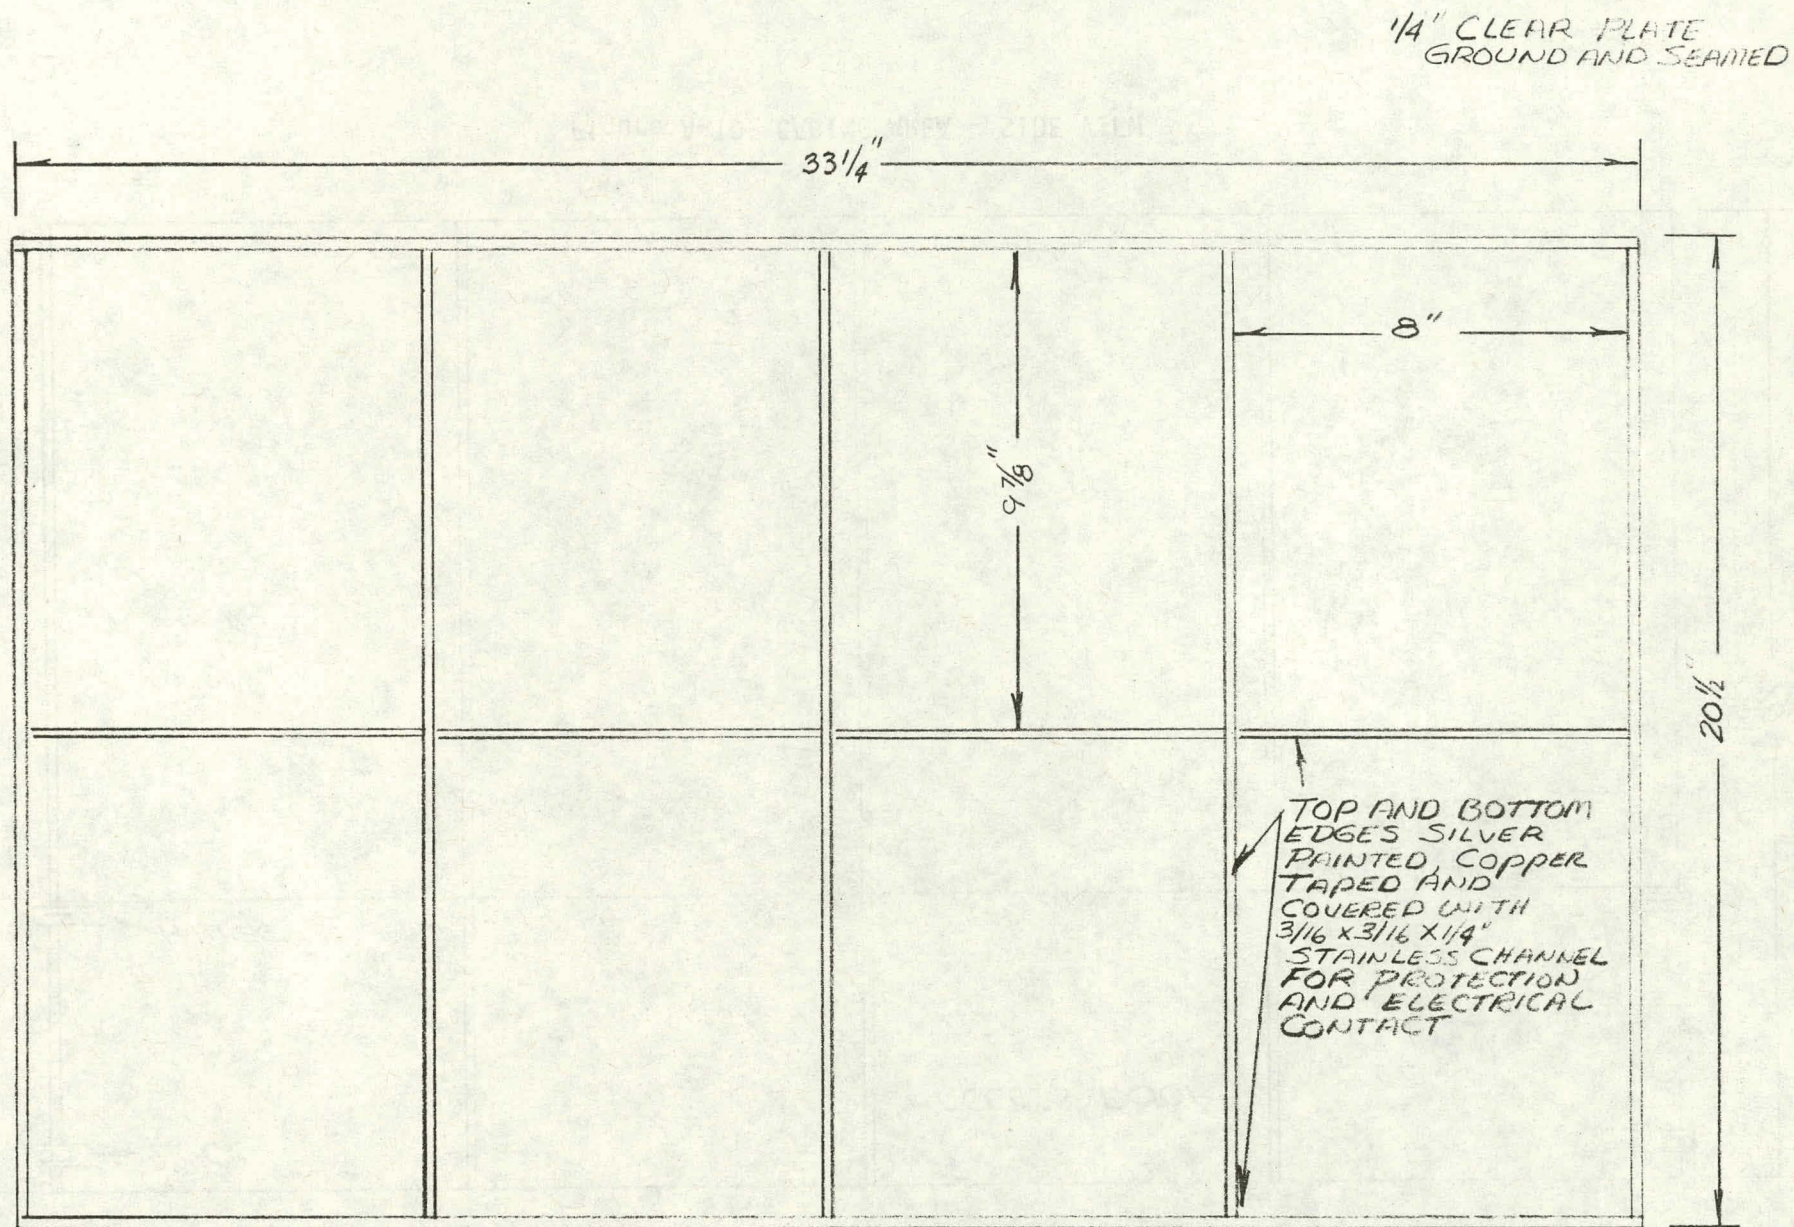 1/4" CLEAR PLATE
GROUND AND SEAMED
33 1/4"
8"
9 7/8"
20 1/2"
TOP AND BOTTOM
EDGES SILVER
PAINTED, COPPER
TAPED AND
COVERED WITH
3/16 X 3/16 X 1/4"
STAINLESS CHANNEL
FOR PROTECTION
AND ELECTRICAL
CONTACT